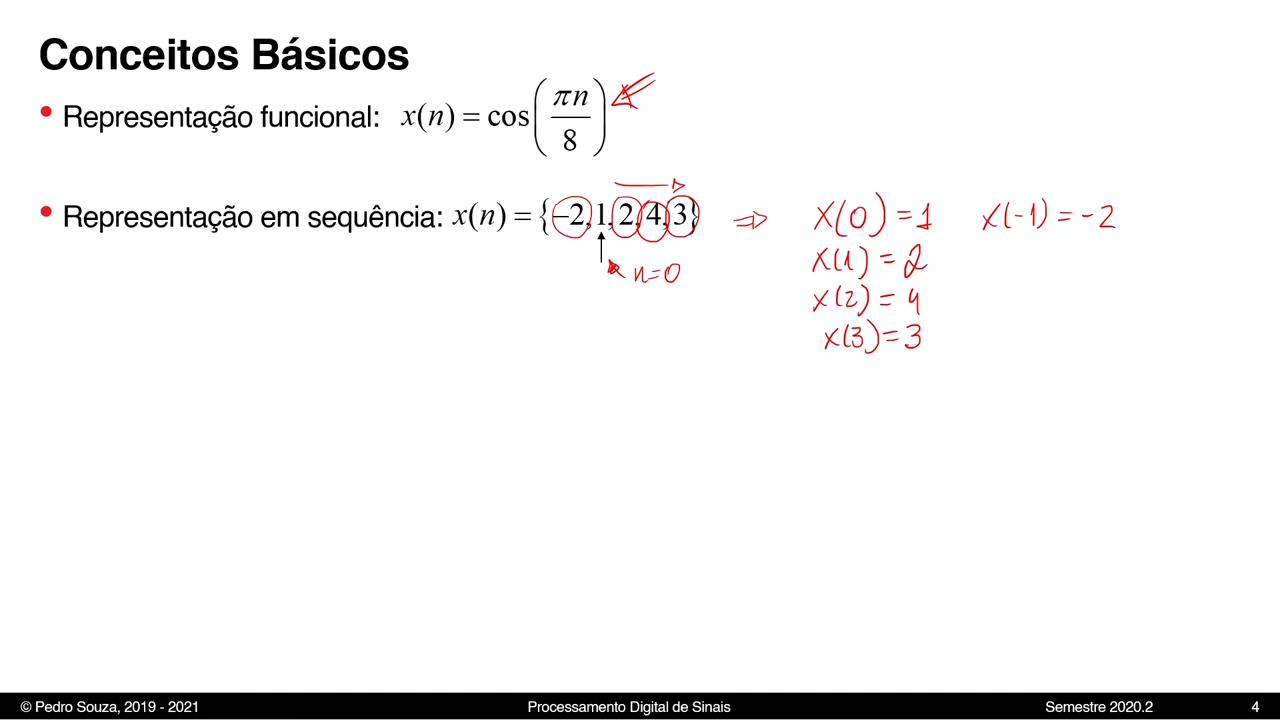 Conceitos Básicos
• Representação funcional: x(n) = cos(πn/8)
• Representação em sequência: x(n) = {−2, 1, 2, 4, 3} ⇒ x(0) = 1 x(-1) = -2
n=0 x(1) = 2
x(2) = 4
x(3) = 3
© Pedro Souza, 2019 - 2021 Processamento Digital de Sinais Semestre 2020.2 4